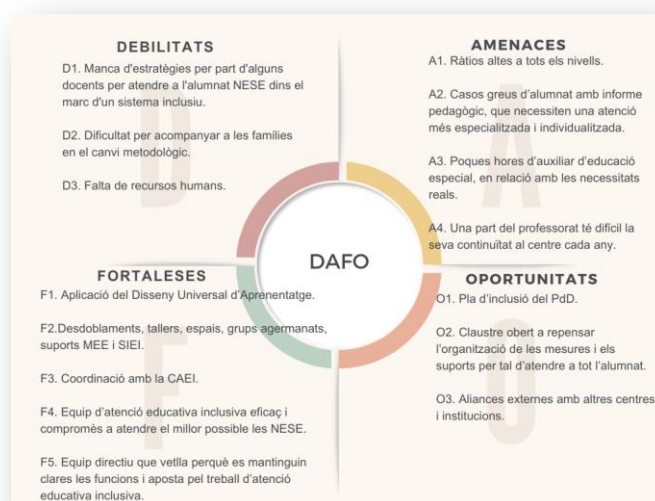 DEBILITATS
D1. Manca d'estratègies per part d'alguns
docents per atendre a l'alumnat NESE dins el
marc d'un sistema inclusiu.
D2. Dificultat per acompanyar a les famílies
en el canvi metodològic.
D3. Falta de recursos humans.
D
AMENACES
A1. Ràtios altes a tots els nivells.
A2. Casos greus d'alumnat amb informe
pedagògic, que necessiten una atenció
més especialitzada i individualitzada.
A3. Poques hores d'auxiliar d'educació
especial, en relació amb les necessitats
reals.
A4. Una part del professorat té difícil la
seva continuïtat al centre cada any.
A
DAFO
FORTALESES
F1. Aplicació del Disseny Universal d'Aprenentatge.
F2.Desdoblaments, tallers, espais, grups agermanats,
suports MEE i SIEI.
F3. Coordinació amb la CAEI.
F4. Equip d'atenció educativa inclusiva eficaç i
compromès a atendre el millor possible les NESE.
F5. Equip directiu que vetlla perquè es mantinguin
clares les funcions i aposta pel treball d'atenció
educativa inclusiva.
F
OPORTUNITATS
O1. Pla d'inclusió del PdD.
O2. Claustre obert a repensar
l'organització de les mesures i els
suports per tal d'atendre a tot l'alumnat.
O3. Aliances externes amb altres centres
i institucions.
O